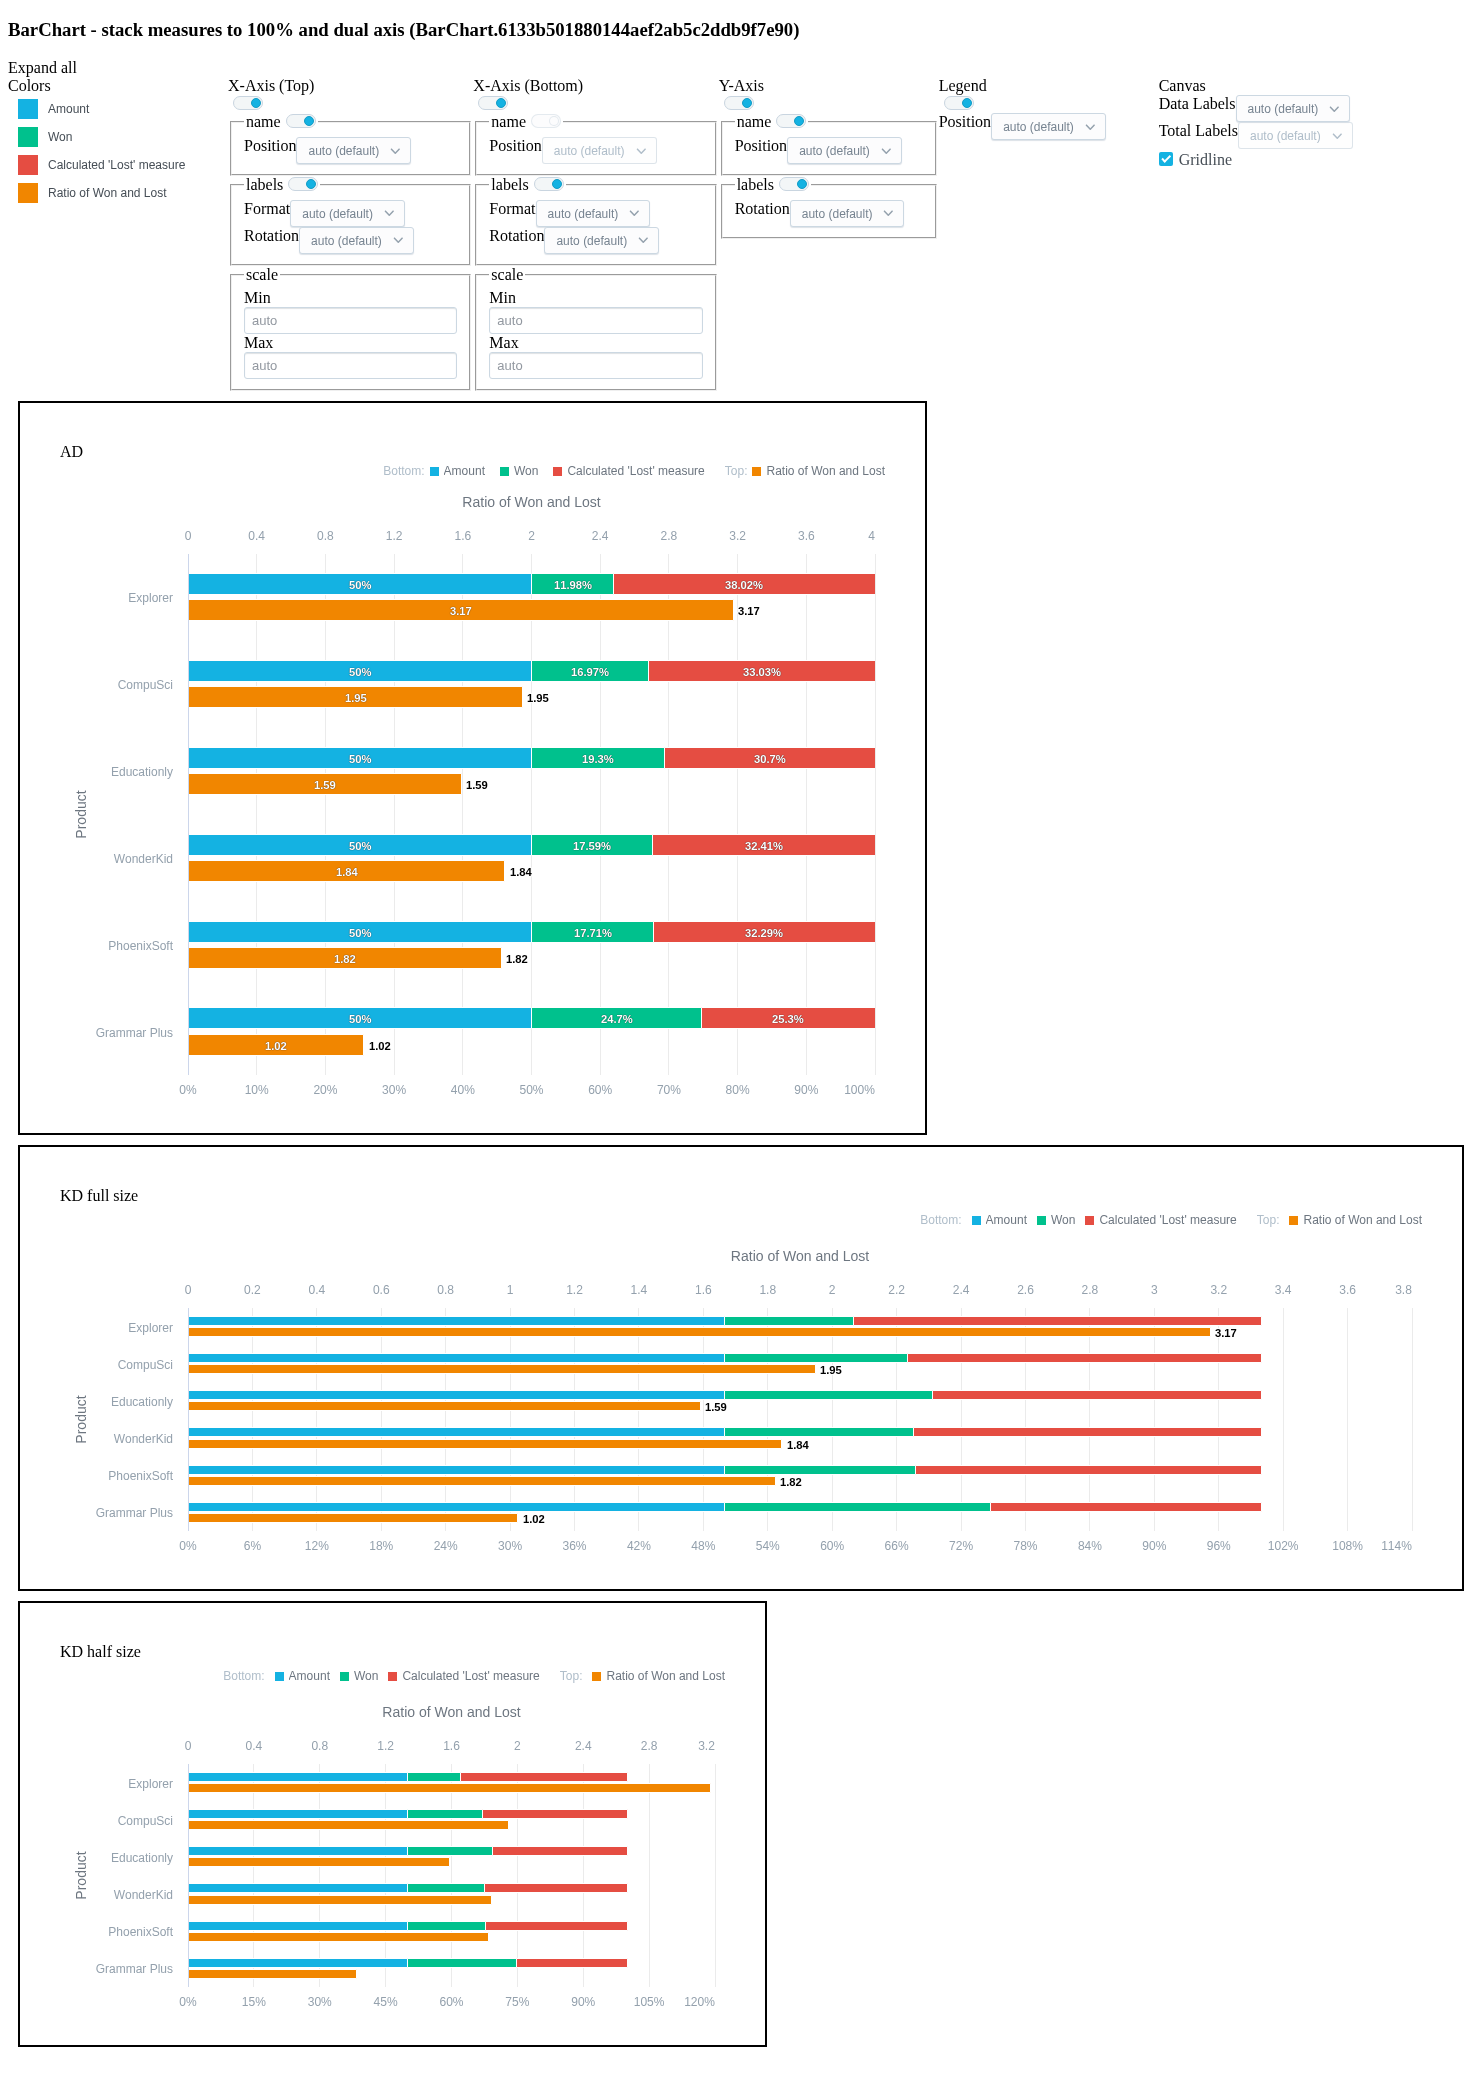 BarChart - stack measures to 100% and dual axis (BarChart.6133b501880144aef2ab5c2ddb9f7e90)
Expand all
Colors
Amount
Won
Calculated 'Lost' measure
Ratio of Won and Lost
X-Axis (Top)
name
Position auto (default)
labels
Format auto (default)
Rotation auto (default)
scale
Min
auto
Max
auto
X-Axis (Bottom)
name
Position auto (default)
labels
Format auto (default)
Rotation auto (default)
scale
Min
auto
Max
auto
Y-Axis
name
Position auto (default)
labels
Rotation auto (default)
Legend
Position auto (default)
Canvas
Data Labels auto (default)
Total Labels auto (default)
Gridline
AD
Bottom: Amount Won Calculated 'Lost' measure Top: Ratio of Won and Lost
Ratio of Won and Lost
0 0.4 0.8 1.2 1.6 2 2.4 2.8 3.2 3.6 4
Product
Explorer
50% 11.98% 38.02%
3.17 3.17
CompuSci
50% 16.97% 33.03%
1.95 1.95
Educationly
50% 19.3% 30.7%
1.59 1.59
WonderKid
50% 17.59% 32.41%
1.84 1.84
PhoenixSoft
50% 17.71% 32.29%
1.82 1.82
Grammar Plus
50% 24.7% 25.3%
1.02 1.02
0% 10% 20% 30% 40% 50% 60% 70% 80% 90% 100%
KD full size
Bottom: Amount Won Calculated 'Lost' measure Top: Ratio of Won and Lost
Ratio of Won and Lost
0 0.2 0.4 0.6 0.8 1 1.2 1.4 1.6 1.8 2 2.2 2.4 2.6 2.8 3 3.2 3.4 3.6 3.8
Product
Explorer 3.17
CompuSci 1.95
Educationly 1.59
WonderKid 1.84
PhoenixSoft 1.82
Grammar Plus 1.02
0% 6% 12% 18% 24% 30% 36% 42% 48% 54% 60% 66% 72% 78% 84% 90% 96% 102% 108% 114%
KD half size
Bottom: Amount Won Calculated 'Lost' measure Top: Ratio of Won and Lost
Ratio of Won and Lost
0 0.4 0.8 1.2 1.6 2 2.4 2.8 3.2
Product
Explorer
CompuSci
Educationly
WonderKid
PhoenixSoft
Grammar Plus
0% 15% 30% 45% 60% 75% 90% 105% 120%